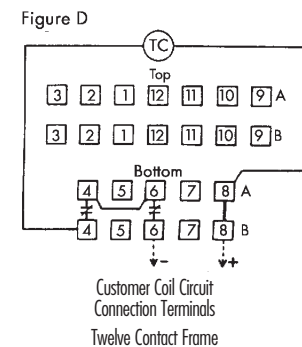 Figure D
TC
Top
3 2 1 12 11 10 9 A
3 2 1 12 11 10 9 B
Bottom
4 5 6 7 8 A
4 5 6 7 8 B
- +
Customer Coil Circuit
Connection Terminals
Twelve Contact Frame